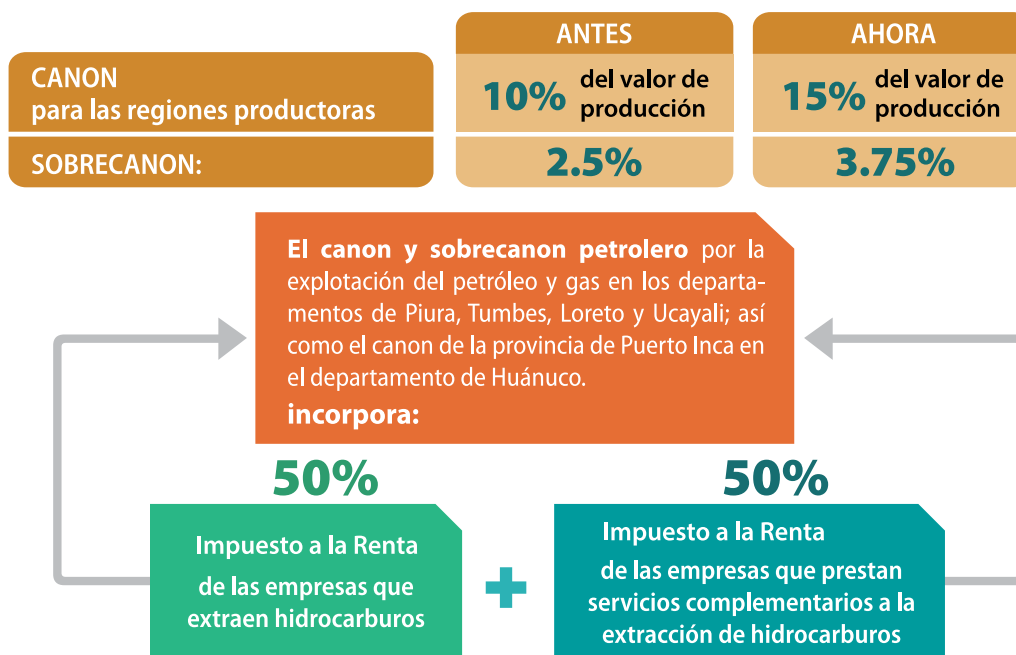 ANTES
AHORA
CANON
para las regiones productoras
10% del valor de
producción
15% del valor de
producción
SOBRECANON:
2.5%
3.75%
El canon y sobrecanon petrolero por la
explotación del petróleo y gas en los departa-
mentos de Piura, Tumbes, Loreto y Ucayali; así
como el canon de la provincia de Puerto Inca en
el departamento de Huánuco.
incorpora:
50%
Impuesto a la Renta
de las empresas que
extraen hidrocarburos
+
50%
Impuesto a la Renta
de las empresas que prestan
servicios complementarios a la
extracción de hidrocarburos